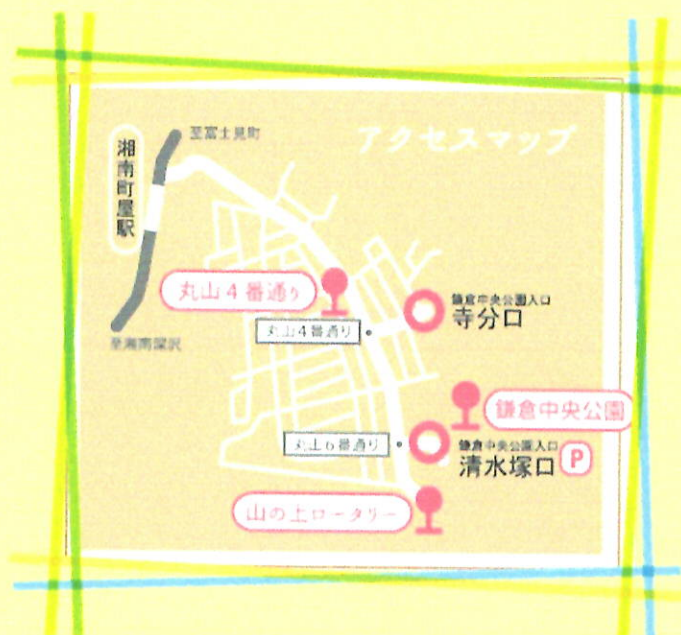 アクセスマップ
至富士見町
湘南町屋駅
至湘南深沢
丸山4番通り
丸山4番通り
鎌倉中央公園入口
寺分口
鎌倉中央公園
丸山6番通り
鎌倉中央公園入口
清水塚口
P
山の上ロータリー